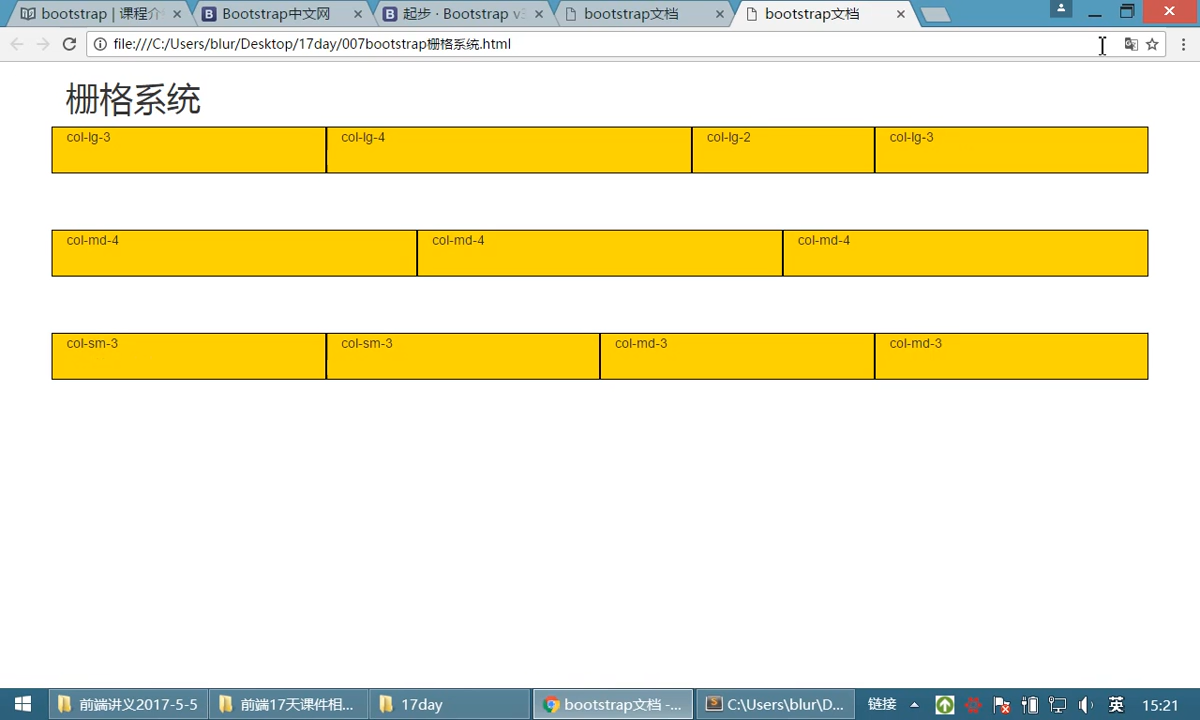 bootstrap | 课程介
Bootstrap中文网
起步 · Bootstrap v3
bootstrap文档
bootstrap文档
file:///C:/Users/blur/Desktop/17day/007bootstrap栅格系统.html
栅格系统
col-lg-3
col-lg-4
col-lg-2
col-lg-3
col-md-4
col-md-4
col-md-4
col-sm-3
col-sm-3
col-md-3
col-md-3
前端讲义2017-5-5
前端17天课件相...
17day
bootstrap文档 -...
C:\Users\blur\D...
链接
英
15:21